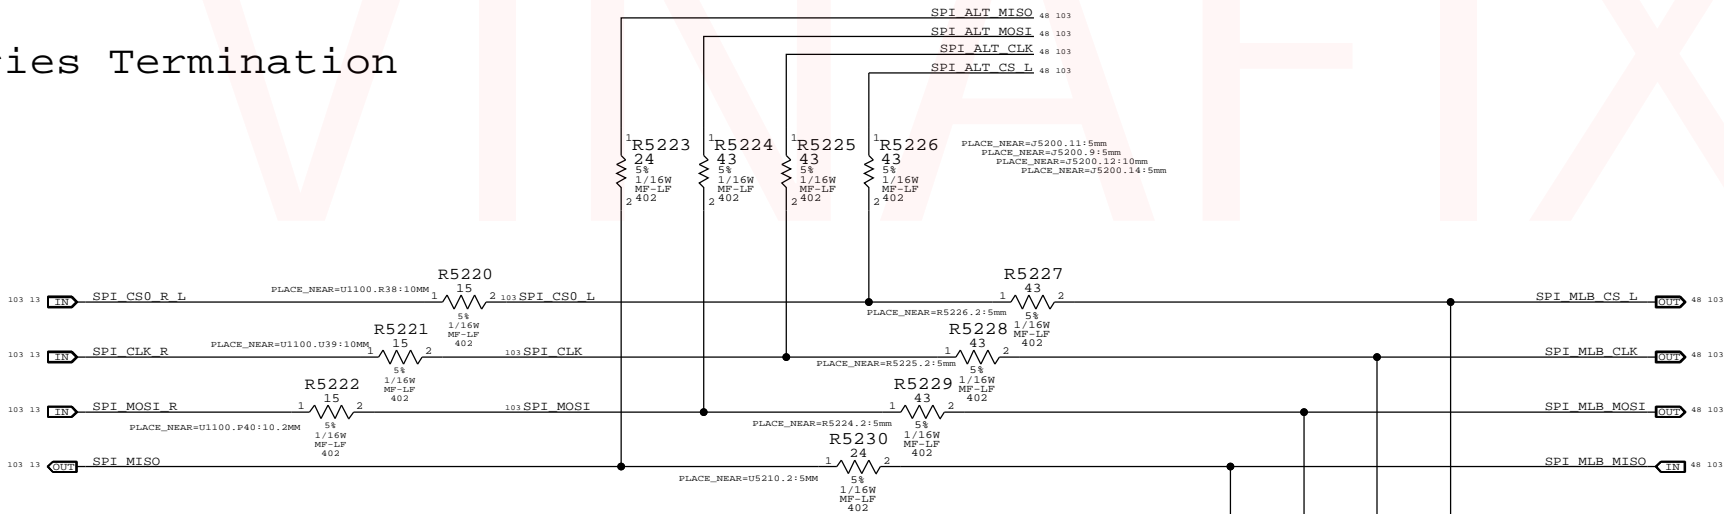 SPI_ALT_MISO 48 103
SPI_ALT_MOSI 48 103
SPI_ALT_CLK 48 103
SPI_ALT_CS_L 48 103
ies Termination
VINAFIX
1 R5223
24
5%
1/16W
MF-LF
2 402
1 R5224
43
5%
1/16W
MF-LF
2 402
1 R5225
43
5%
1/16W
MF-LF
2 402
1 R5226
43
5%
1/16W
MF-LF
2 402
PLACE_NEAR=J5200.11:5mm
PLACE_NEAR=J5200.9:5mm
PLACE_NEAR=J5200.12:10mm
PLACE_NEAR=J5200.14:5mm
103 13 IN SPI_CS0_R_L
PLACE_NEAR=U1100.R38:10MM
R5220
1 15 2
5%
1/16W
MF-LF
402
103 SPI_CS0_L
PLACE_NEAR=R5226.2:5mm
R5227
1 43 2
5%
1/16W
MF-LF
402
SPI_MLB_CS_L OUT 48 103
103 13 IN SPI_CLK_R
PLACE_NEAR=U1100.U39:10MM
R5221
1 15 2
5%
1/16W
MF-LF
402
103 SPI_CLK
PLACE_NEAR=R5225.2:5mm
R5228
1 43 2
5%
1/16W
MF-LF
402
SPI_MLB_CLK OUT 48 103
103 13 IN SPI_MOSI_R
PLACE_NEAR=U1100.P40:10.2MM
R5222
1 15 2
5%
1/16W
MF-LF
402
103 SPI_MOSI
PLACE_NEAR=R5224.2:5mm
R5229
1 43 2
5%
1/16W
MF-LF
402
SPI_MLB_MOSI OUT 48 103
103 13 OUT SPI_MISO
PLACE_NEAR=U5210.2:5MM
R5230
1 24 2
5%
1/16W
MF-LF
402
SPI_MLB_MISO IN 48 103